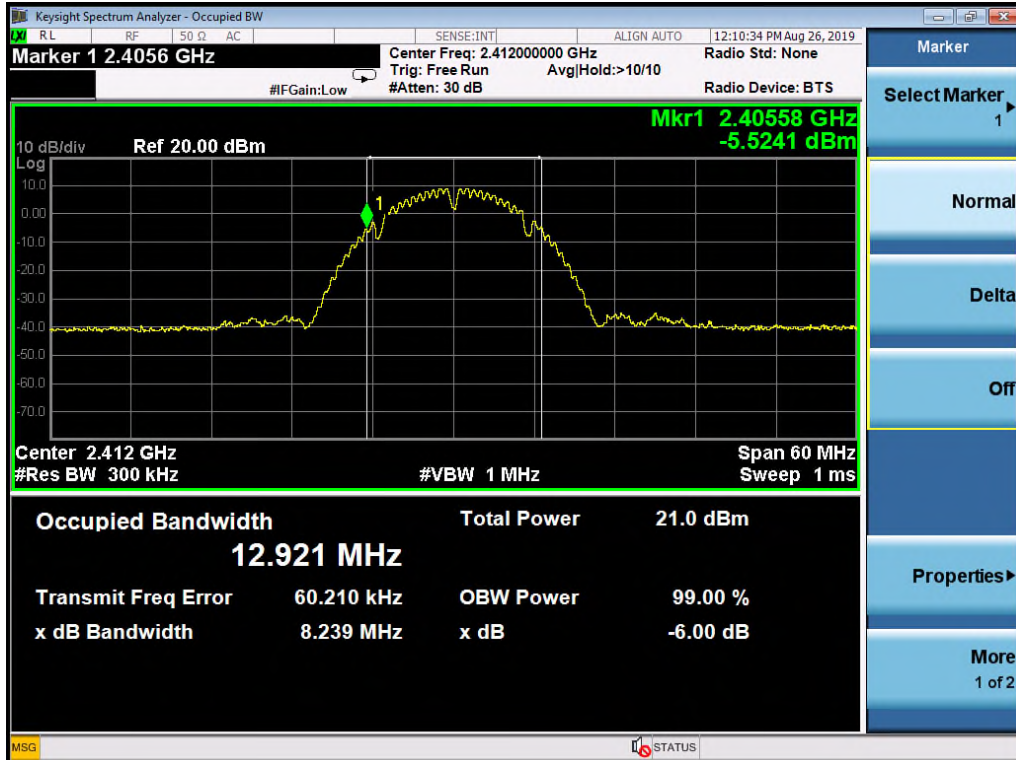 Keysight Spectrum Analyzer - Occupied BW
LXI RL RF 50 Ω AC SENSE:INT ALIGN AUTO 12:10:34 PM Aug 26, 2019
Marker 1 2.4056 GHz
Center Freq: 2.412000000 GHz
Radio Std: None
Trig: Free Run Avg|Hold:>10/10
#IFGain:Low #Atten: 30 dB Radio Device: BTS
Mkr1 2.40558 GHz
-5.5241 dBm
10 dB/div Ref 20.00 dBm
Log
10.0
0.00
-10.0
-20.0
-30.0
-40.0
-50.0
-60.0
-70.0
1
Center 2.412 GHz Span 60 MHz
#Res BW 300 kHz #VBW 1 MHz Sweep 1 ms
Occupied Bandwidth Total Power 21.0 dBm
12.921 MHz
Transmit Freq Error 60.210 kHz OBW Power 99.00 %
x dB Bandwidth 8.239 MHz x dB -6.00 dB
MSG STATUS
Marker
Select Marker
1
Normal
Delta
Off
Properties
More
1 of 2